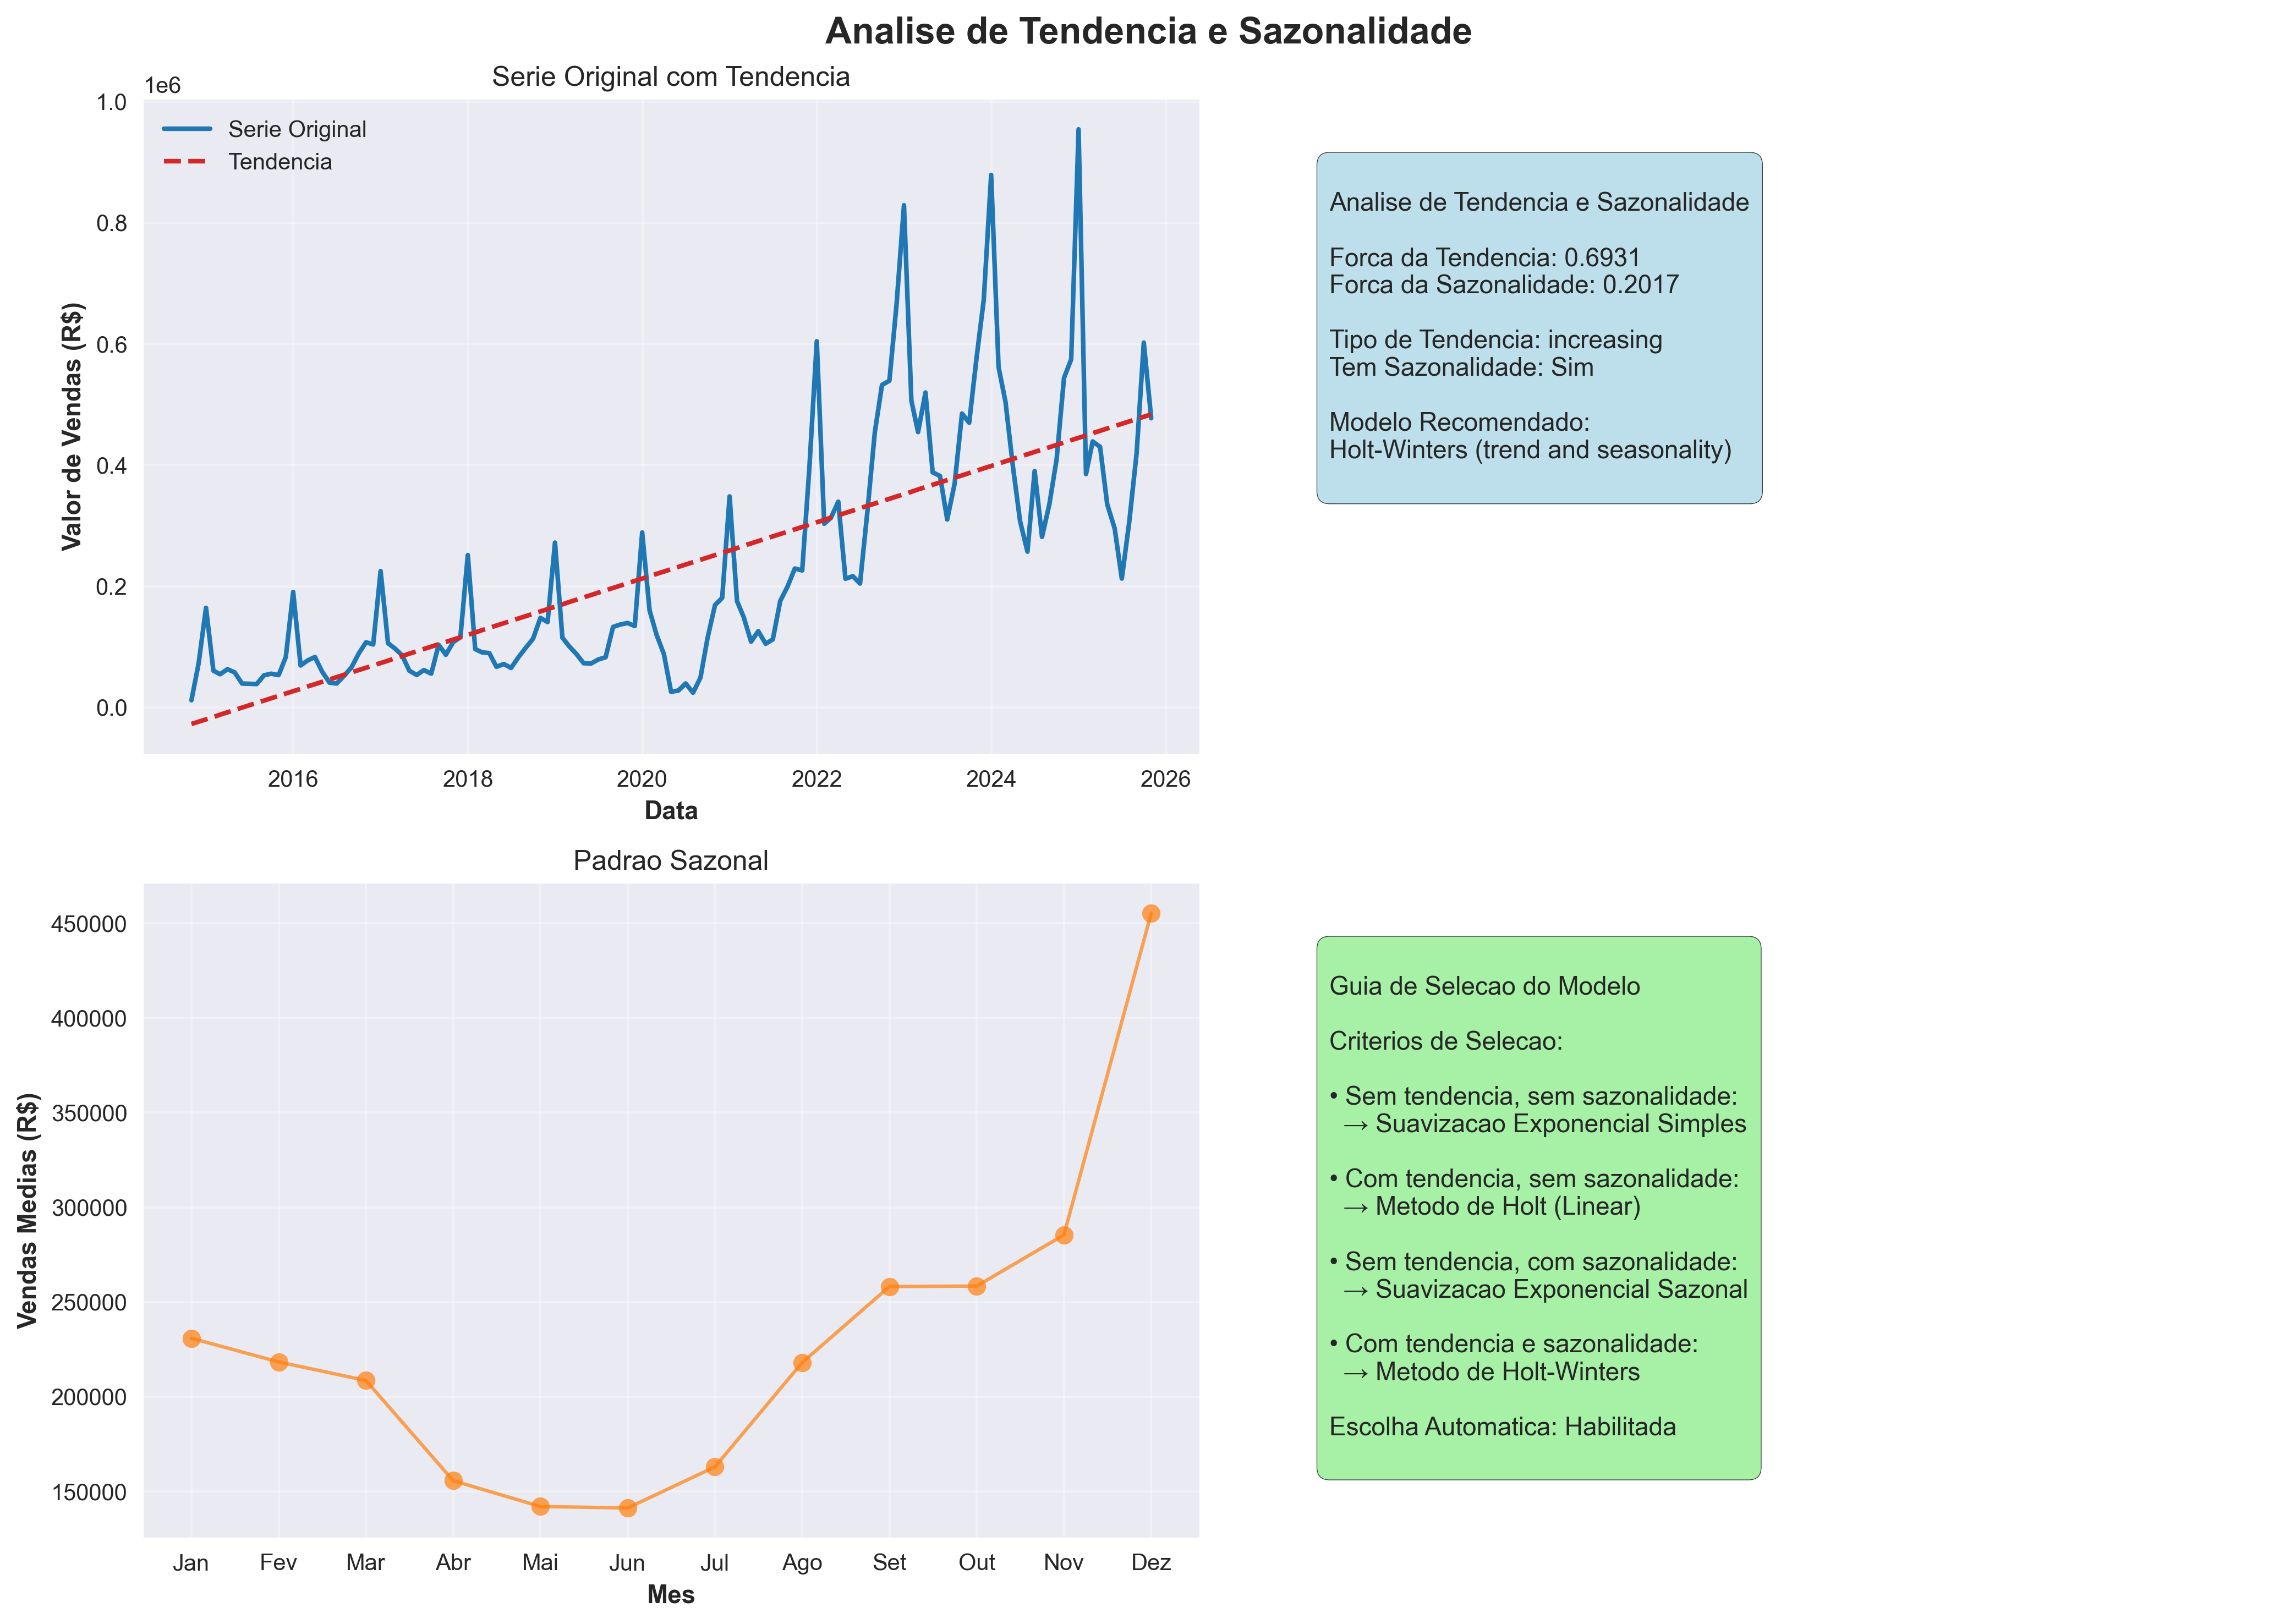 Analise de Tendencia e Sazonalidade
Serie Original com Tendencia
1e6
1.0
0.8
0.6
0.4
0.2
0.0
Valor de Vendas (R$)
Serie Original
Tendencia
2016
2018
2020
2022
2024
2026
Data
Analise de Tendencia e Sazonalidade
Forca da Tendencia: 0.6931
Forca da Sazonalidade: 0.2017
Tipo de Tendencia: increasing
Tem Sazonalidade: Sim
Modelo Recomendado:
Holt-Winters (trend and seasonality)
Padrao Sazonal
450000
400000
350000
300000
250000
200000
150000
Vendas Medias (R$)
Jan
Fev
Mar
Abr
Mai
Jun
Jul
Ago
Set
Out
Nov
Dez
Mes
Guia de Selecao do Modelo
Criterios de Selecao:
• Sem tendencia, sem sazonalidade:
→ Suavizacao Exponencial Simples
• Com tendencia, sem sazonalidade:
→ Metodo de Holt (Linear)
• Sem tendencia, com sazonalidade:
→ Suavizacao Exponencial Sazonal
• Com tendencia e sazonalidade:
→ Metodo de Holt-Winters
Escolha Automatica: Habilitada